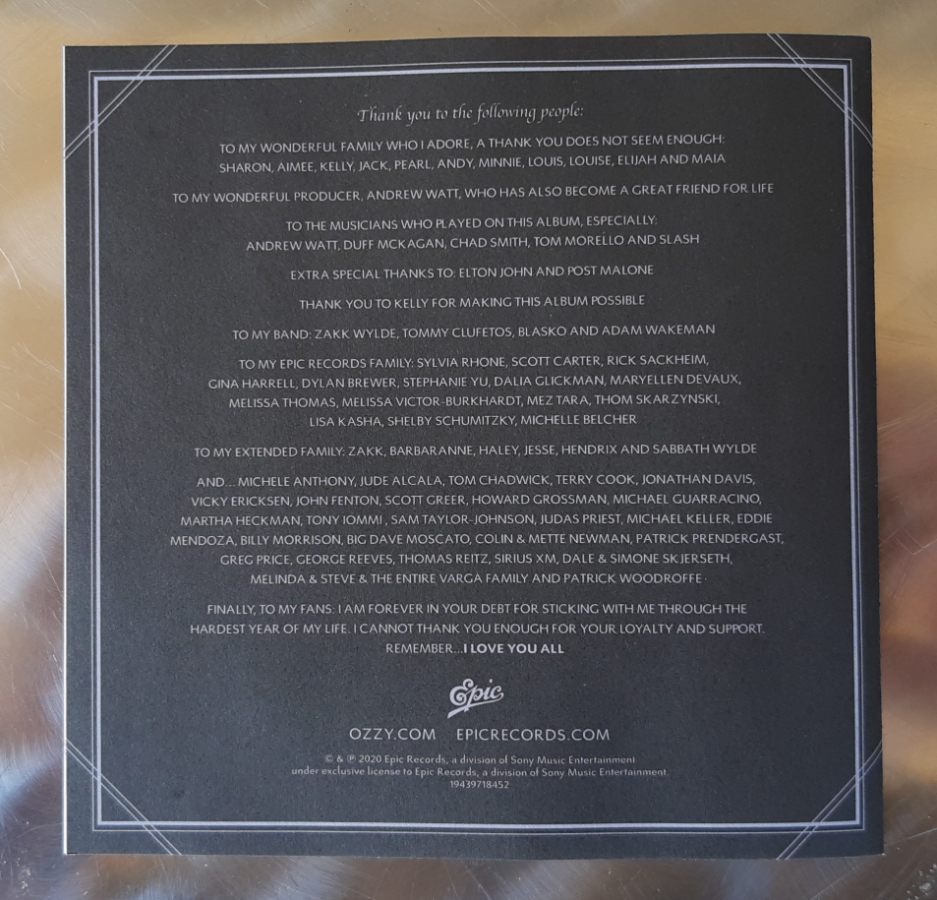 Thank you to the following people:
TO MY WONDERFUL FAMILY WHO I ADORE, A THANK YOU DOES NOT SEEM ENOUGH:
SHARON, AIMEE, KELLY, JACK, PEARL, ANDY, MINNIE, LOUIS, LOUISE, ELIJAH AND MAIA
TO MY WONDERFUL PRODUCER, ANDREW WATT, WHO HAS ALSO BECOME A GREAT FRIEND FOR LIFE
TO THE MUSICIANS WHO PLAYED ON THIS ALBUM, ESPECIALLY:
ANDREW WATT, DUFF MCKAGAN, CHAD SMITH, TOM MORELLO AND SLASH
EXTRA SPECIAL THANKS TO: ELTON JOHN AND POST MALONE
THANK YOU TO KELLY FOR MAKING THIS ALBUM POSSIBLE
TO MY BAND: ZAKK WYLDE, TOMMY CLUFETOS, BLASKO AND ADAM WAKEMAN
TO MY EPIC RECORDS FAMILY: SYLVIA RHONE, SCOTT CARTER, RICK SACKHEIM,
GINA HARRELL, DYLAN BREWER, STEPHANIE YU, DALIA GLICKMAN, MARYELLEN DEVAUX,
MELISSA THOMAS, MELISSA VICTOR-BURKHARDT, MEZ TARA, THOM SKARZYNSKI,
LISA KASHA, SHELBY SCHUMITZKY, MICHELLE BELCHER
TO MY EXTENDED FAMILY: ZAKK, BARBARANNE, HALEY, JESSE, HENDRIX AND SABBATH WYLDE
AND... MICHELE ANTHONY, JUDE ALCALA, TOM CHADWICK, TERRY COOK, JONATHAN DAVIS,
VICKY ERICKSEN, JOHN FENTON, SCOTT GREER, HOWARD GROSSMAN, MICHAEL GUARRACINO,
MARTHA HECKMAN, TONY IOMMI , SAM TAYLOR-JOHNSON, JUDAS PRIEST, MICHAEL KELLER, EDDIE
MENDOZA, BILLY MORRISON, BIG DAVE MOSCATO, COLIN & METTE NEWMAN, PATRICK PRENDERGAST,
GREG PRICE, GEORGE REEVES, THOMAS REITZ, SIRIUS XM, DALE & SIMONE SKJERSETH,
MELINDA & STEVE & THE ENTIRE VARGA FAMILY AND PATRICK WOODROFFE
FINALLY, TO MY FANS: I AM FOREVER IN YOUR DEBT FOR STICKING WITH ME THROUGH THE
HARDEST YEAR OF MY LIFE. I CANNOT THANK YOU ENOUGH FOR YOUR LOYALTY AND SUPPORT.
REMEMBER...I LOVE YOU ALL
Epic
OZZY.COM EPICRECORDS.COM
© & ℗ 2020 Epic Records, a division of Sony Music Entertainment
under exclusive license to Epic Records, a division of Sony Music Entertainment.
19439718452